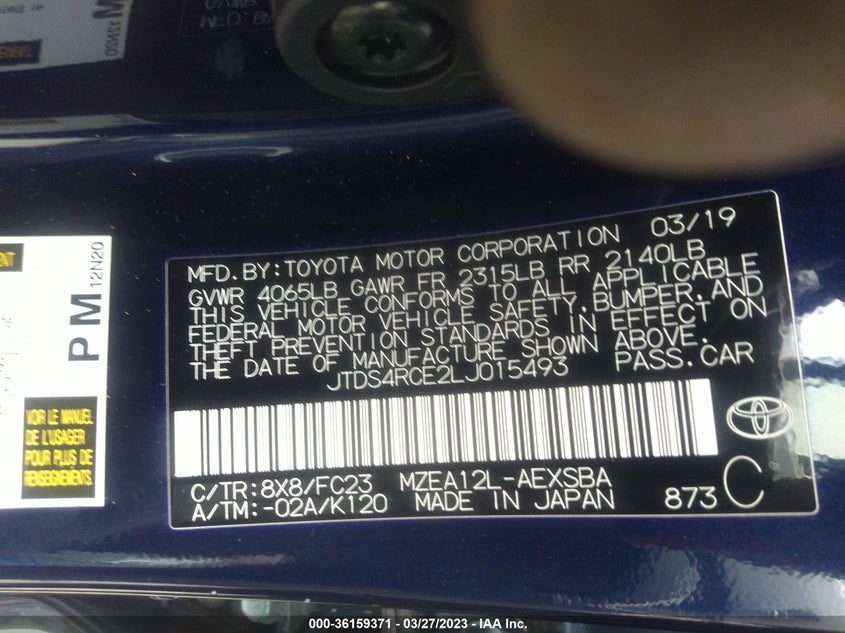 MFD. BY: TOYOTA MOTOR CORPORATION 03/19
GVWR 4065LB GAWR FR 2315LB RR 2140LB
THIS VEHICLE CONFORMS TO ALL APPLICABLE
FEDERAL MOTOR VEHICLE SAFETY, BUMPER, AND
THEFT PREVENTION STANDARDS IN EFFECT ON
THE DATE OF MANUFACTURE SHOWN ABOVE.
JTDS4RCE2LJ015493 PASS. CAR
C/TR: 8X8/FC23 MZEA12L-AEXSBA
A/TM: -02A/K120 MADE IN JAPAN 873 C
PM
12N20
VOIR LE MANUEL
DE L'USAGER
POUR PLUS DE
RENSEIGNEMENTS.
000-36159371 - 03/27/2023 - IAA Inc.